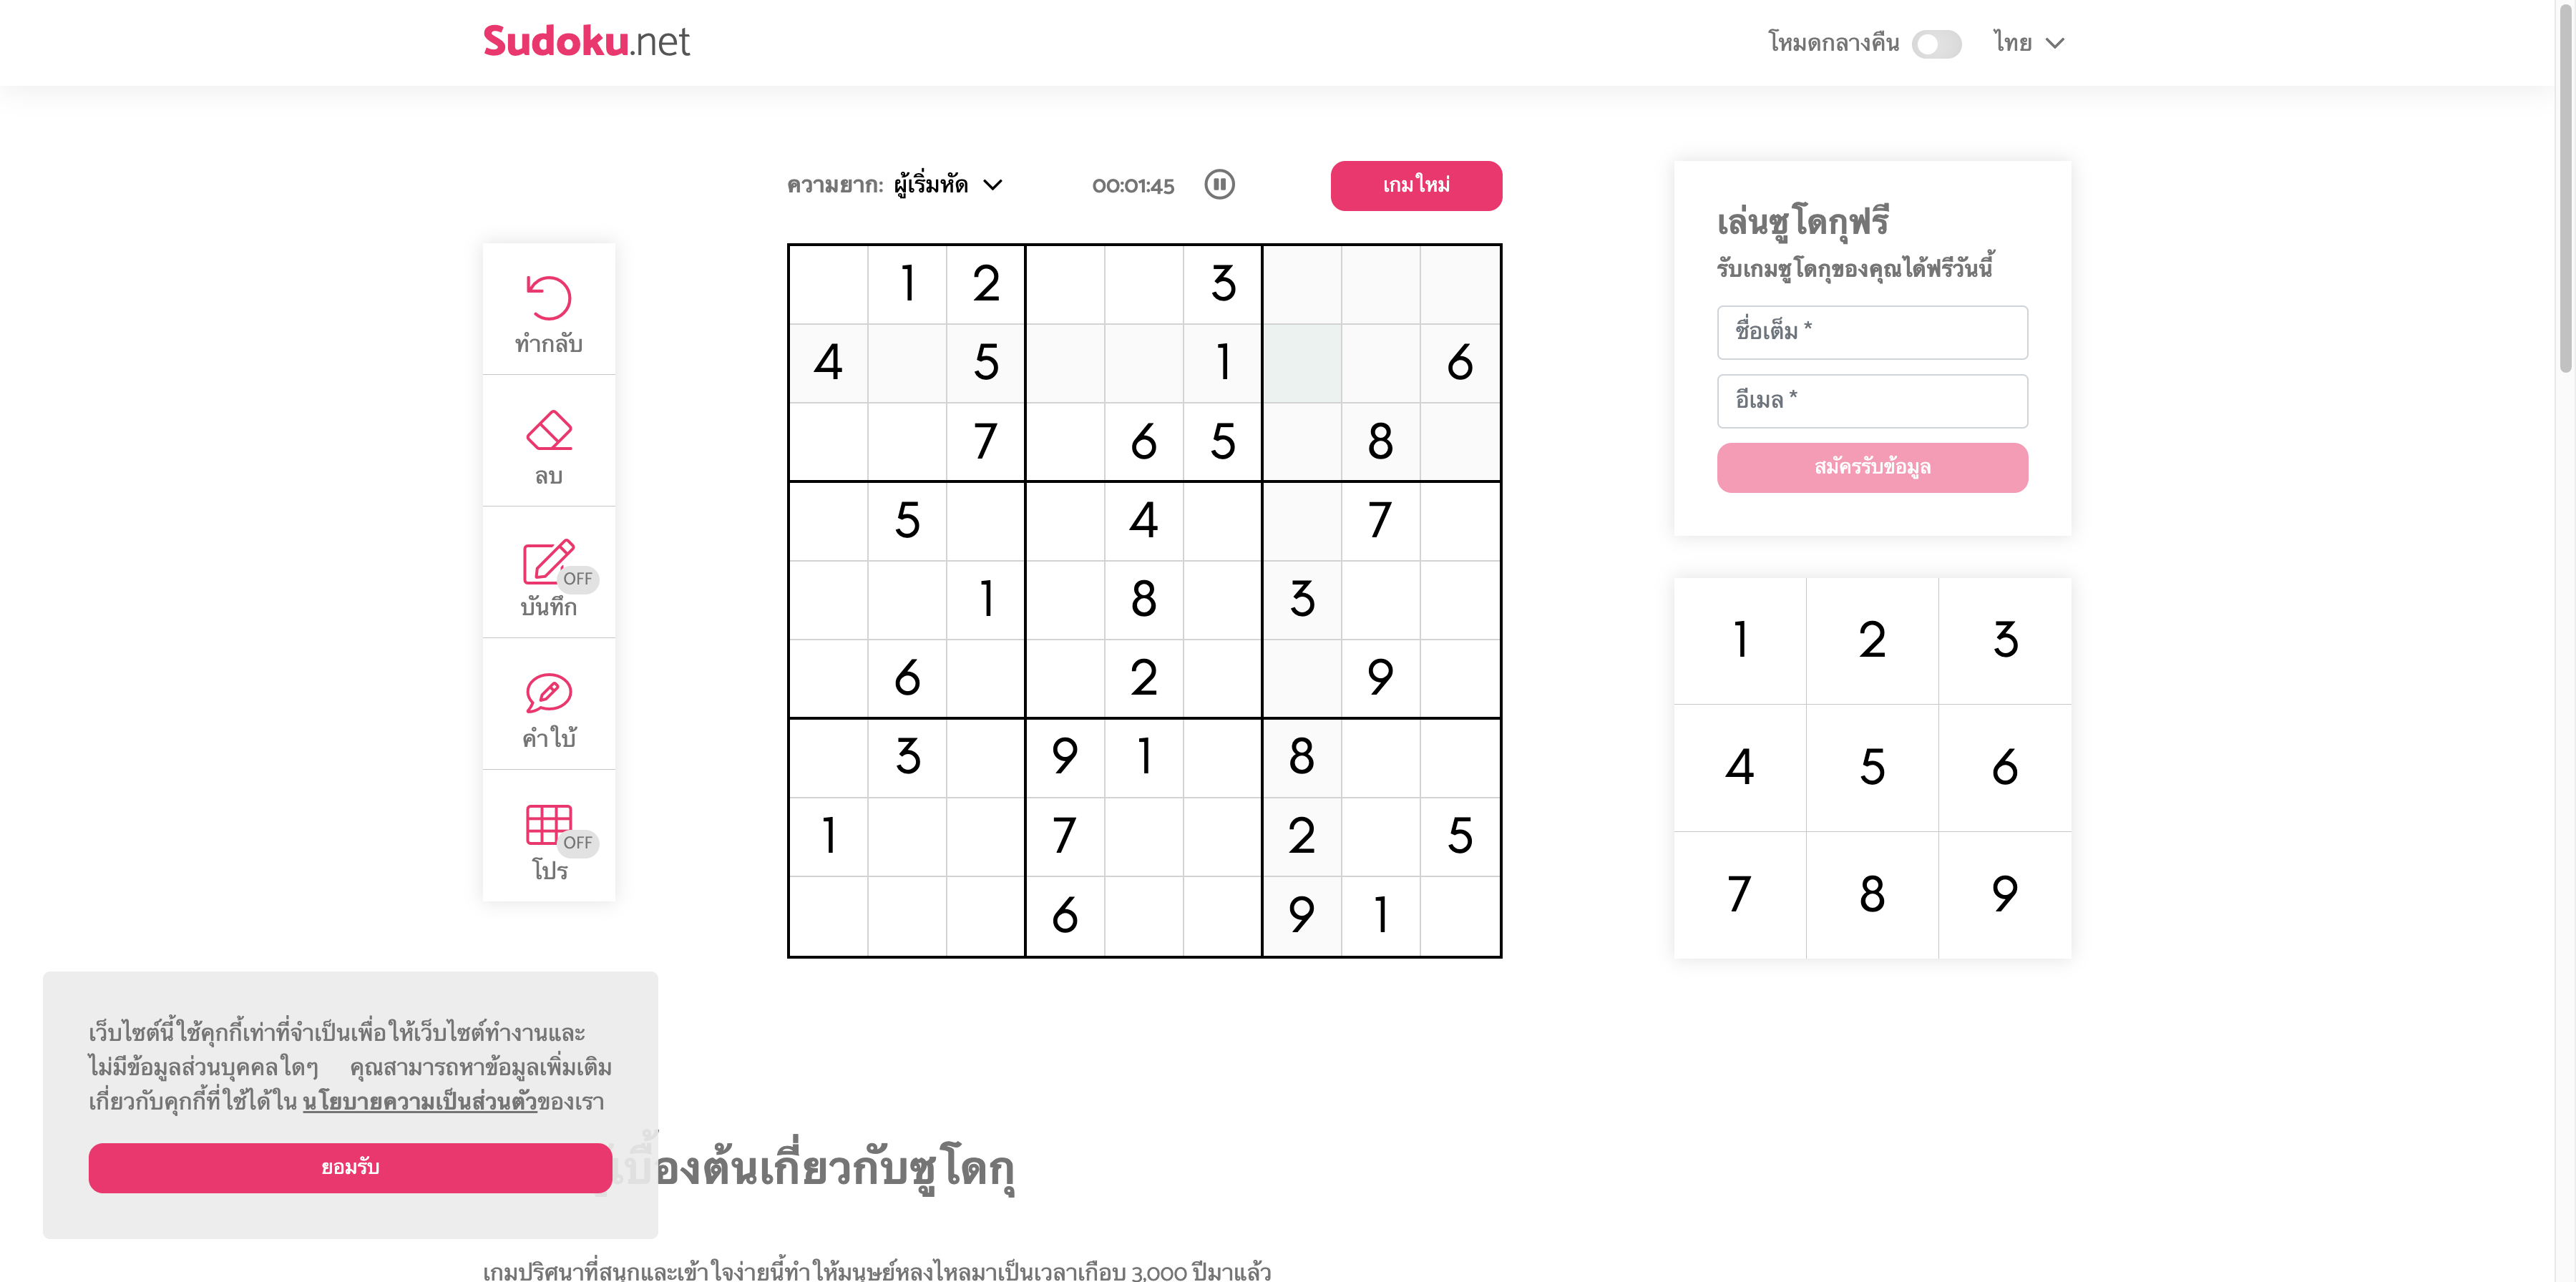 Sudoku.net
โหมดกลางคืน
ไทย
ความยาก: ผู้เริ่มหัด
00:01:45
เกมใหม่
ทำกลับ
ลบ
OFF
บันทึก
คำใบ้
OFF
โปร
1 2 3
4 5 1 6
7 6 5 8
5 4 7
1 8 3
6 2 9
3 9 1 8
1 7 2 5
6 9 1
เล่นซูโดกุฟรี
รับเกมซูโดกุของคุณได้ฟรีวันนี้
ชื่อเต็ม *
อีเมล *
สมัครรับข้อมูล
1 2 3
4 5 6
7 8 9
เว็บไซต์นี้ใช้คุกกี้เท่าที่จำเป็นเพื่อให้เว็บไซต์ทำงานและ
ไม่มีข้อมูลส่วนบุคคลใดๆ คุณสามารถหาข้อมูลเพิ่มเติม
เกี่ยวกับคุกกี้ที่ใช้ได้ใน นโยบายความเป็นส่วนตัวของเรา
ยอมรับ
เบื้องต้นเกี่ยวกับซูโดกุ
เกมปริศนาที่สนุกและเข้าใจง่ายนี้ทำให้มนุษย์หลงไหลมาเป็นเวลาเกือบ 3,000 ปีมาแล้ว